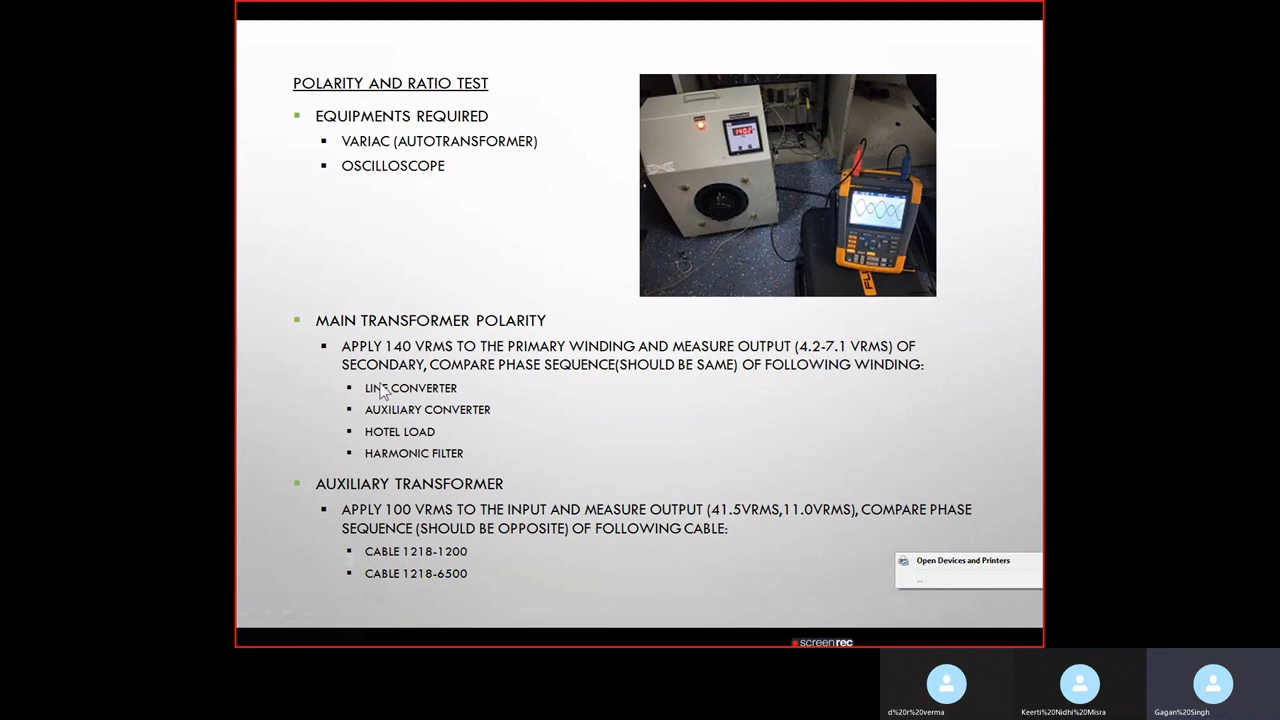 POLARITY AND RATIO TEST
EQUIPMENTS REQUIRED
VARIAC (AUTOTRANSFORMER)
OSCILLOSCOPE
MAIN TRANSFORMER POLARITY
APPLY 140 VRMS TO THE PRIMARY WINDING AND MEASURE OUTPUT (4.2-7.1 VRMS) OF
SECONDARY, COMPARE PHASE SEQUENCE(SHOULD BE SAME) OF FOLLOWING WINDING:
LINE CONVERTER
AUXILIARY CONVERTER
HOTEL LOAD
HARMONIC FILTER
AUXILIARY TRANSFORMER
APPLY 100 VRMS TO THE INPUT AND MEASURE OUTPUT (41.5VRMS,11.0VRMS), COMPARE PHASE
SEQUENCE (SHOULD BE OPPOSITE) OF FOLLOWING CABLE:
CABLE 1218-1200
CABLE 1218-6500
Open Devices and Printers
...
screenrec
d%20r%20verma
Keerti%20Nidhi%20Misra
Gagan%20Singh